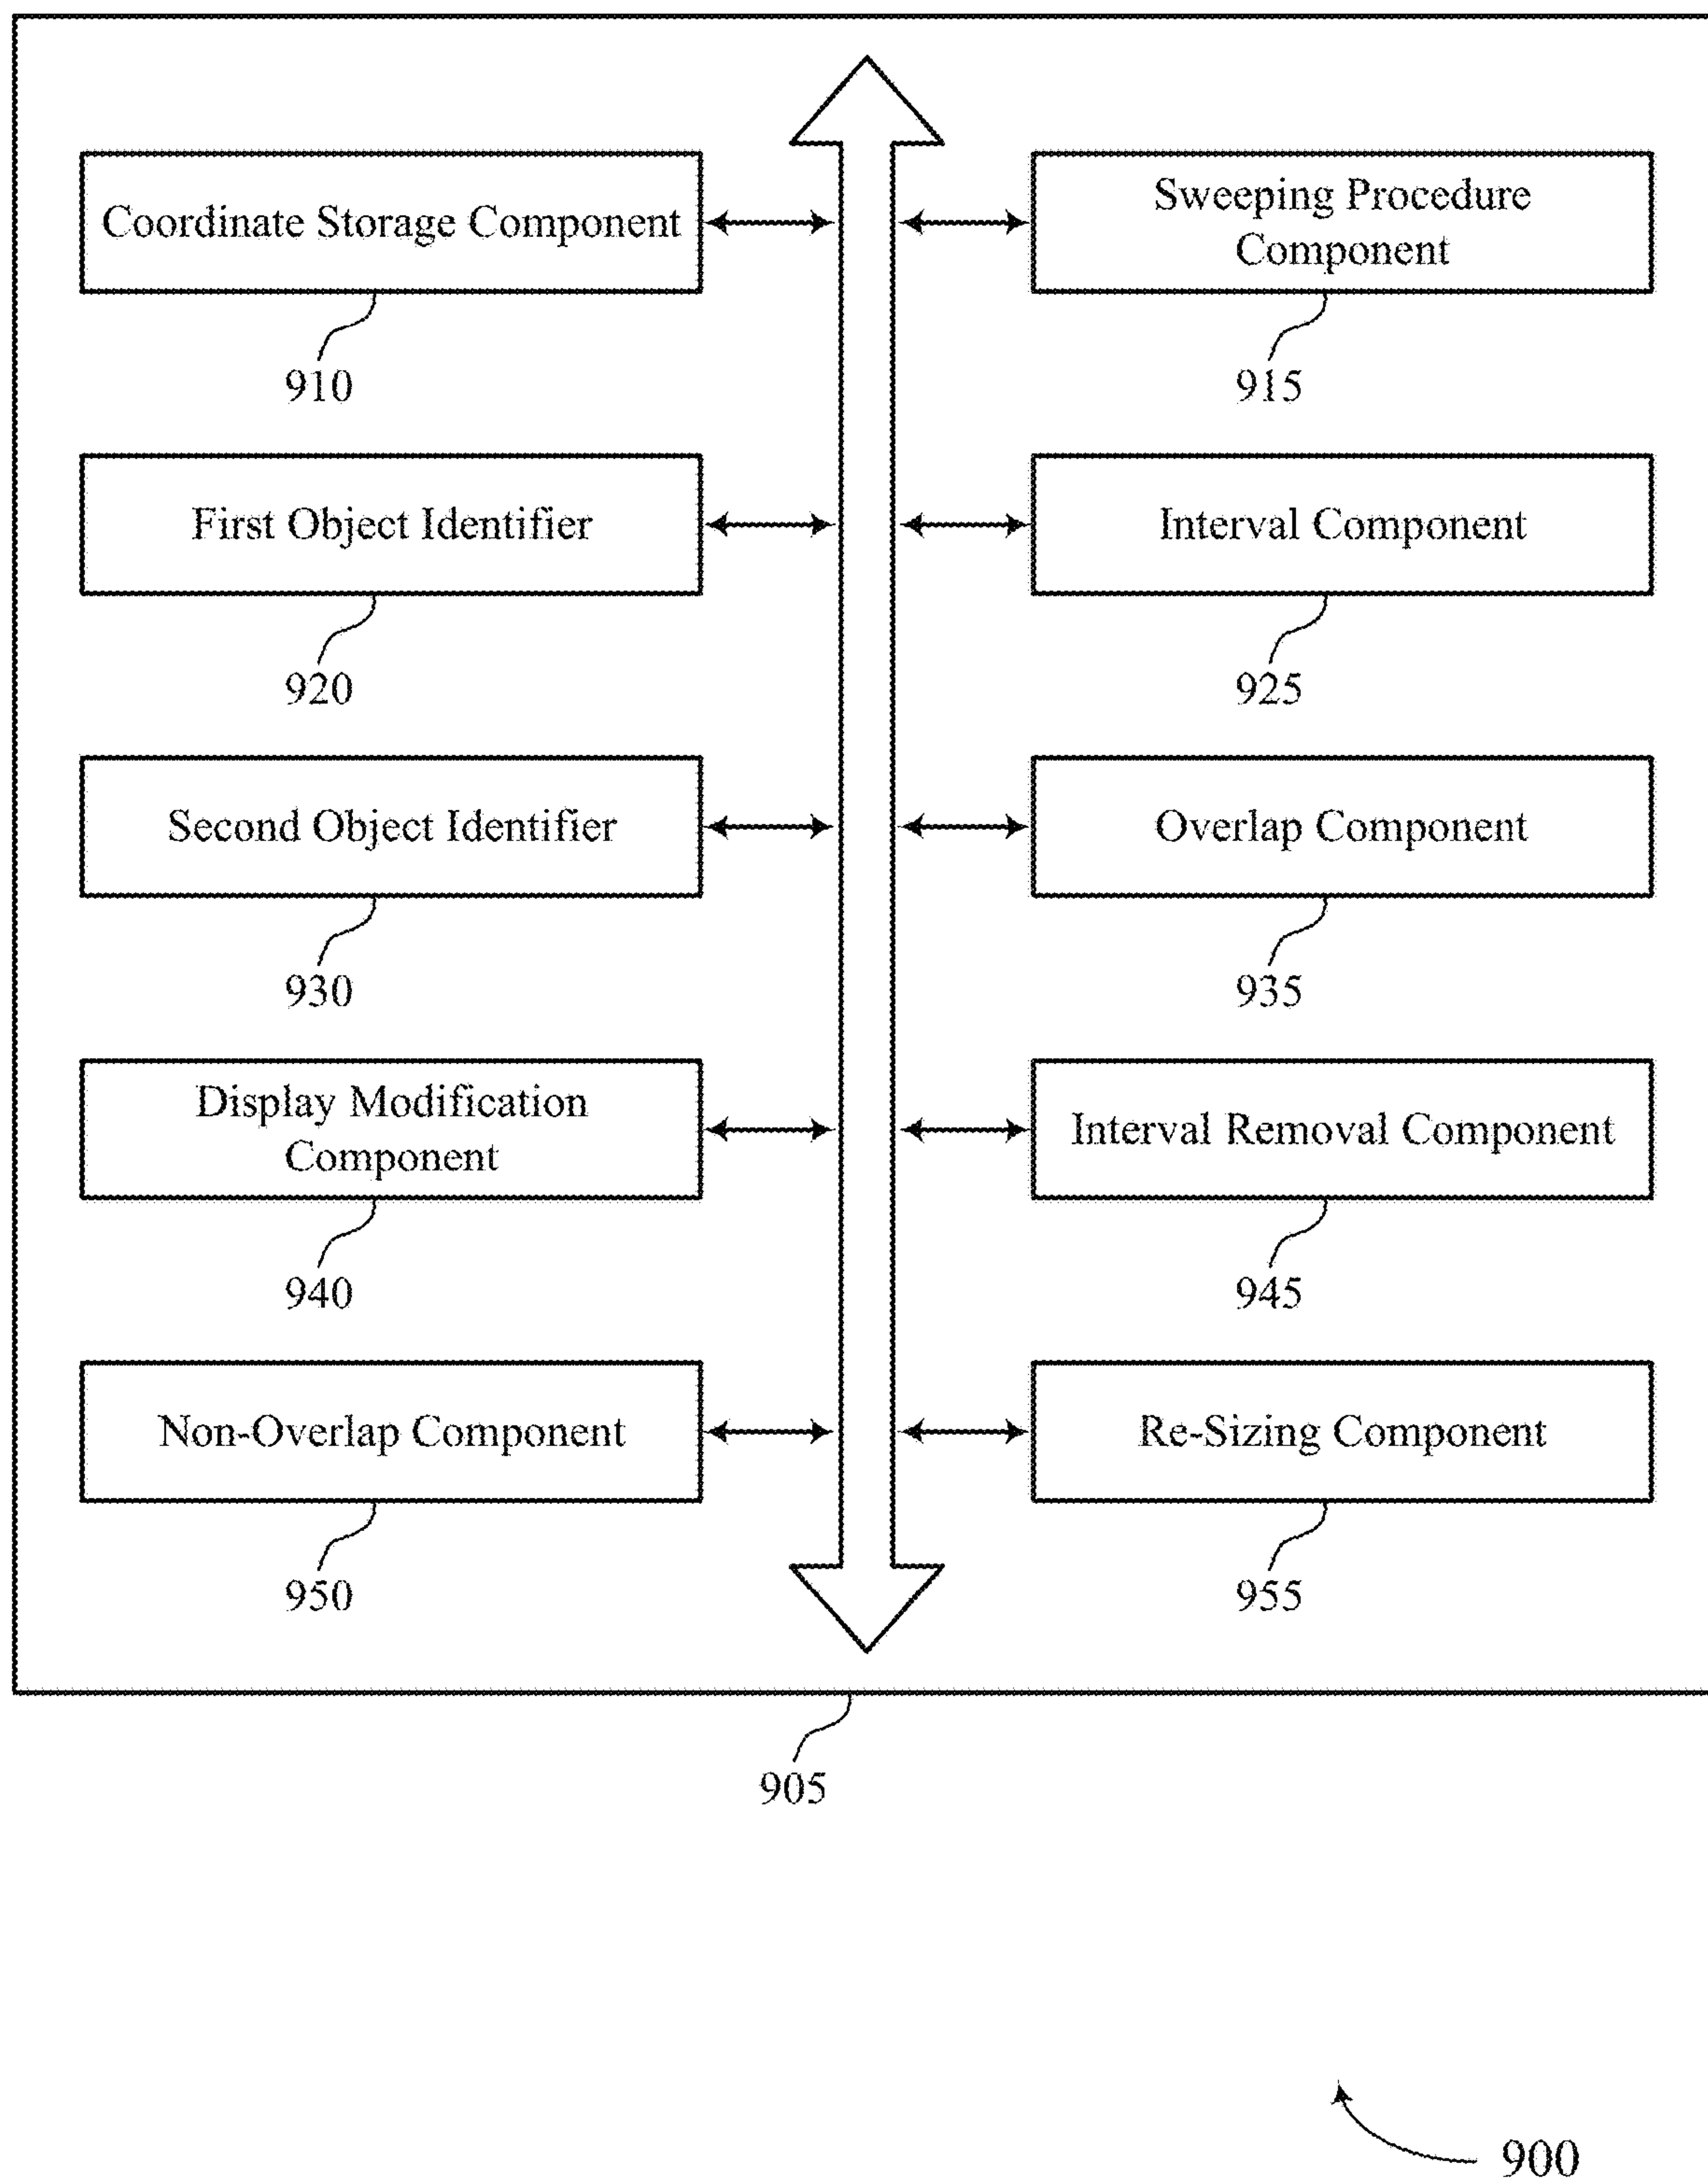 Coordinate Storage Component
910
Sweeping Procedure
Component
915
First Object Identifier
920
Interval Component
925
Second Object Identifier
930
Overlap Component
935
Display Modification
Component
940
Interval Removal Component
945
Non-Overlap Component
950
Re-Sizing Component
955
905
900